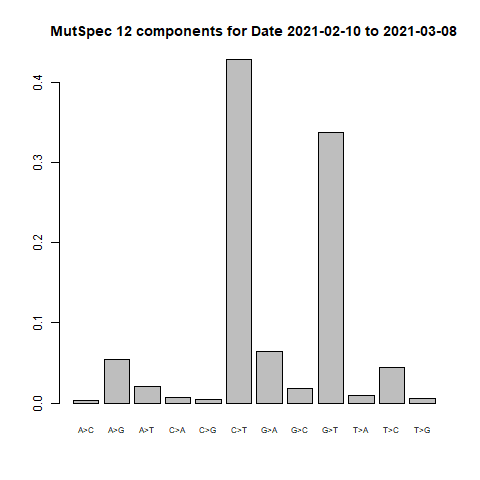 MutSpec 12 components for Date 2021-02-10 to 2021-03-08
0.4
0.3
0.2
0.1
0.0
A>C A>G A>T C>A C>G C>T G>A G>C G>T T>A T>C T>G